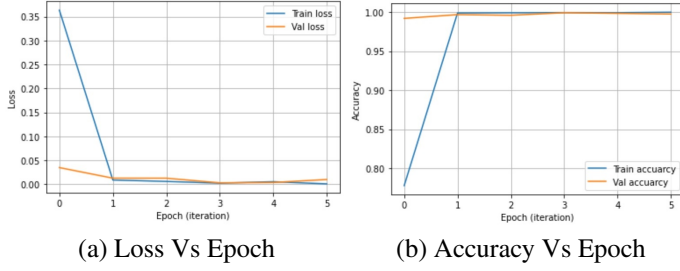 0.35
0.30
0.25
0.20
0.15
0.10
0.05
0.00
Loss
Train loss
Val loss
0 1 2 3 4 5
Epoch (iteration)
(a) Loss Vs Epoch
1.00
0.95
0.90
0.85
0.80
Accuracy
Train accuarcy
Val accuarcy
0 1 2 3 4 5
Epoch (iteration)
(b) Accuracy Vs Epoch